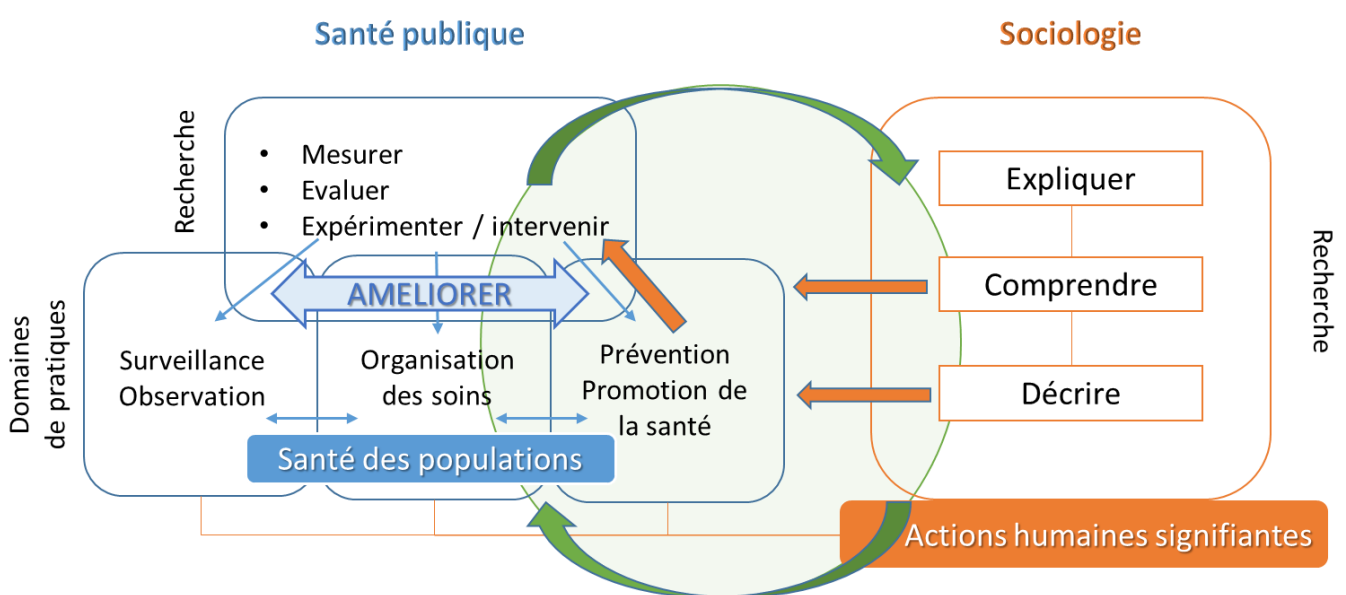 Santé publique
Sociologie
Recherche
• Mesurer
• Evaluer
• Expérimenter / intervenir
AMELIORER
Domaines
de pratiques
Surveillance
Observation
Organisation
des soins
Prévention
Promotion de
la santé
Santé des populations
Expliquer
Comprendre
Décrire
Recherche
Actions humaines signifiantes